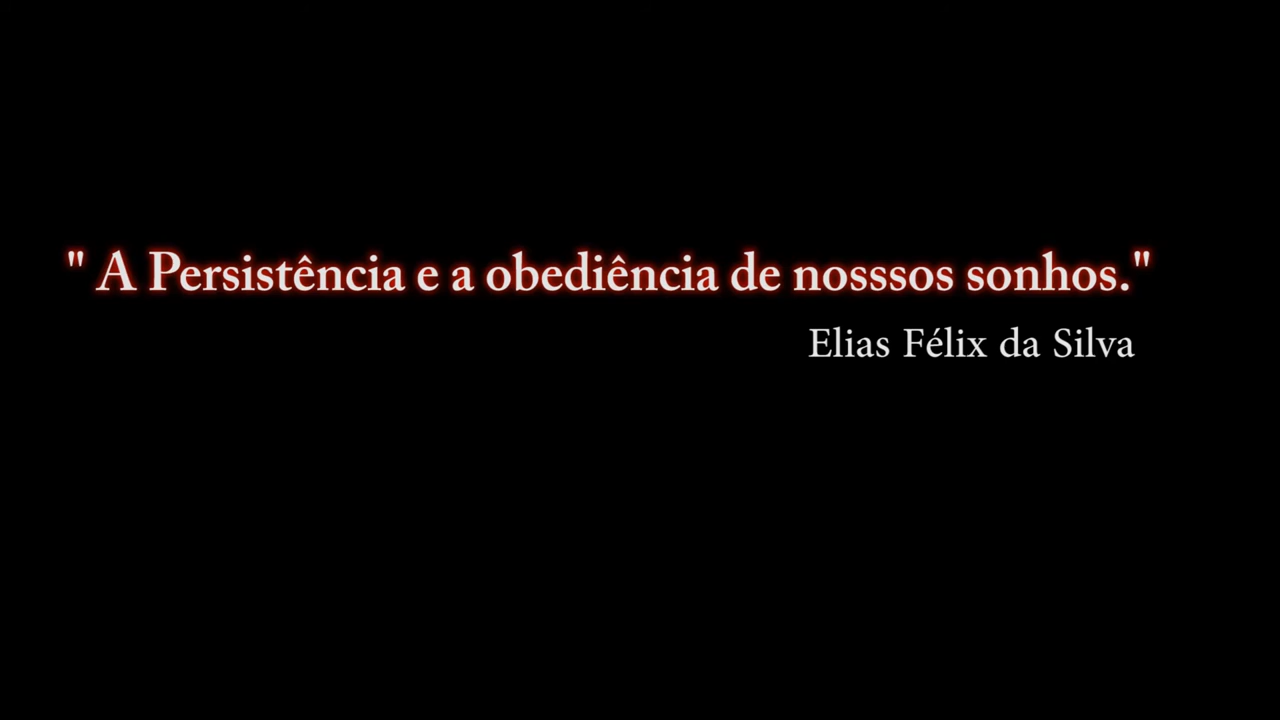 " A Persistência e a obediência de nosssos sonhos."
Elias Félix da Silva